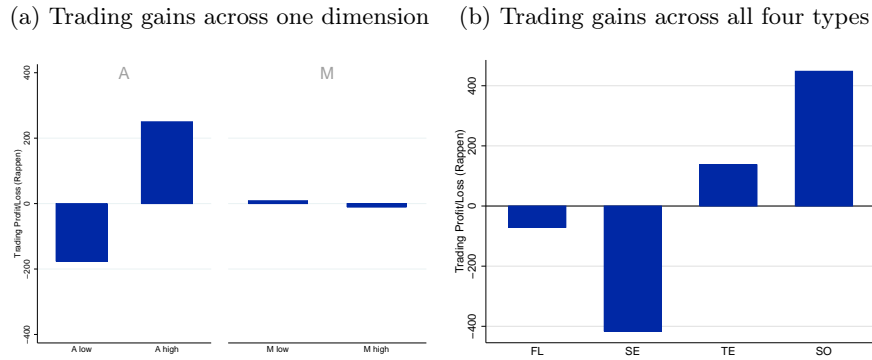 (a) Trading gains across one dimension
A
M
Trading Profit/Loss (Rappen)
400
200
0
−200
−400
A low
A high
M low
M high
(b) Trading gains across all four types
Trading Profit/Loss (Rappen)
400
200
0
−200
−400
FL
SE
TE
SO